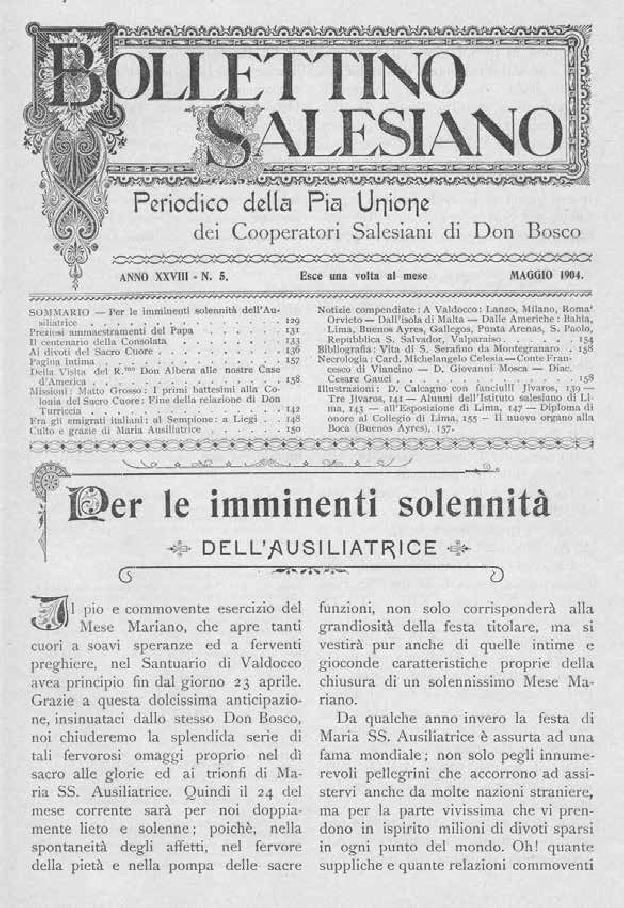 BOLLETTINO
SALESIANO
Periodico della Pia Unione
dei Cooperatori Salesiani di Don Bosco
ANNO XXVIII - N. 5. Esce una volta al mese MAGGIO 1904.
SOMMARIO — Per le imminenti solennità dell'Au-
siliatrice . . . 129
Preziosi ammaestramenti del Papa . . . 131
Il centenario della Consolata . . . 133
Ai divoti del Sacro Cuore . . . 136
Pagina intima . . . 157
Della Visita del R.mo Don Albera alle nostre Case
d'America . . . 158
Missioni: Matto Grosso: I primi battesimi alla Co-
lonia del Sacro Cuore: Fine della relazione di Don
Turriccia . . . 142
Fra gli emigrati italiani: al Sempione: a Liegi . . 148
Culto e grazie di Maria Ausiliatrice . . . 150
Notizie compendiate: A Valdocco: Lanzo, Milano, Roma
Orvieto — Dall'isola di Malta — Dalle Americhe: Bahia,
Lima, Buenos Ayres, Gallegos, Punta Arenas, S. Paolo,
Repubblica S. Salvador, Valparaiso . . . 154
Bibliografia: Vita di S. Serafino da Montegranaro . 158
Necrologia: Card. Michelangelo Celesia — Conte Fran-
cesco di Viancino — D. Giovanni Mosca — Diac.
Cesare Gauci . . . 158
Illustrazioni: D. Calcagno con fanciulli Jivaros, 139 —
Tre Jivaros, 141 — Alunni dell'Istituto salesiano di Li-
ma, 143 — all'Esposizione di Lima, 147 — Diploma di
onore al Collegio di Lima, 155 — Il nuovo organo alla
Boca (Buenos Ayres), 157.
Per le imminenti solennità
DELL'AUSILIATRICE
Il pio e commovente esercizio del
Mese Mariano, che apre tanti
cuori a soavi speranze ed a ferventi
preghiere, nel Santuario di Valdocco
avea principio fin dal giorno 23 aprile.
Grazie a questa dolcissima anticipazio-
ne, insinuataci dallo stesso Don Bosco,
noi chiuderemo la splendida serie di
tali fervorosi omaggi proprio nel dì
sacro alle glorie ed ai trionfi di Ma-
ria SS. Ausiliatrice. Quindi il 24 del
mese corrente sarà per noi doppia-
mente lieto e solenne; poichè, nella
spontaneità degli affetti, nel fervore
della pietà e nella pompa delle sacre
funzioni, non solo corrisponderà alla
grandiosità della festa titolare, ma si
vestirà pur anche di quelle intime e
gioconde caratteristiche proprie della
chiusura di un solennissimo Mese Ma-
riano.
Da qualche anno invero la festa di
Maria SS. Ausiliatrice è assurta ad una
fama mondiale; non solo pegli innume-
revoli pellegrini che accorrono ad assi-
stervi anche da molte nazioni straniere,
ma per la parte vivissima che vi pren-
dono in ispirito milioni di divoti sparsi
in ogni punto del mondo. Oh! quante
suppliche e quante relazioni commoventi